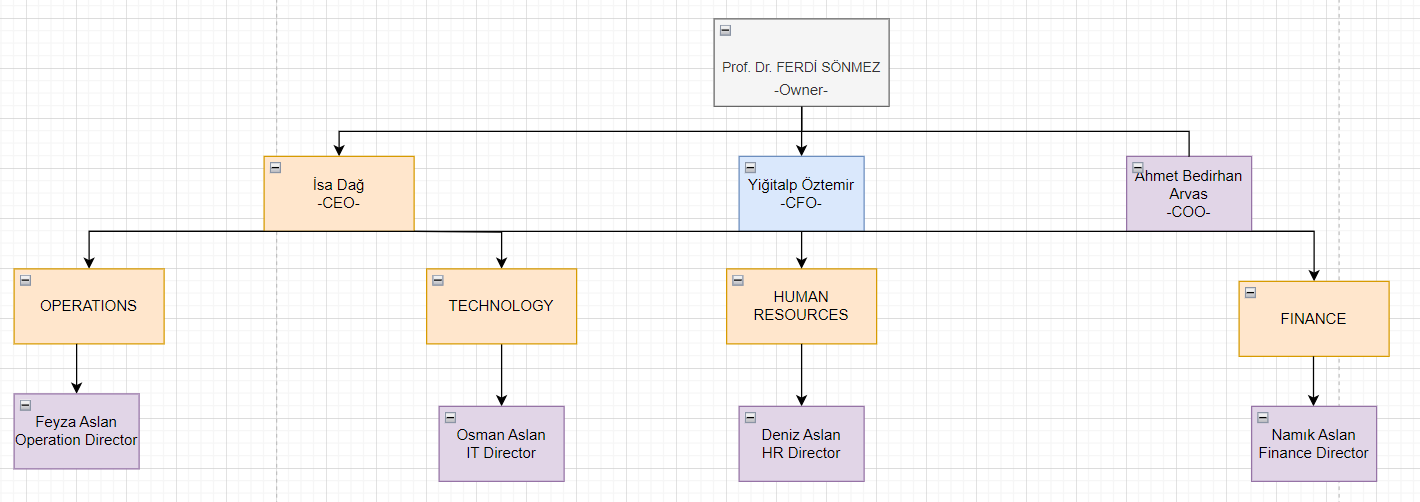 Prof. Dr. FERDİ SÖNMEZ
-Owner-
İsa Dağ
-CEO-
Yiğitalp Öztemir
-CFO-
Ahmet Bedirhan
Arvas
-COO-
OPERATIONS
TECHNOLOGY
HUMAN
RESOURCES
FINANCE
Feyza Aslan
Operation Director
Osman Aslan
IT Director
Deniz Aslan
HR Director
Namık Aslan
Finance Director